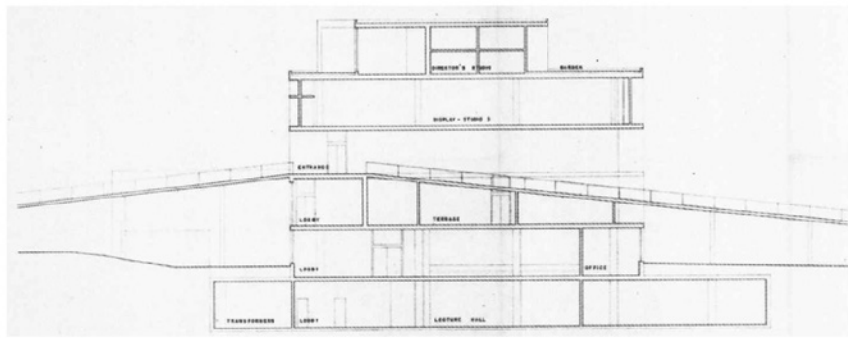 DIRECTOR'S STUDIO
GARDEN
DISPLAY - STUDIO 3
ENTRANCE
LOBBY
TERRACE
LOBBY
OFFICE
TRANSFORMERS
LOBBY
LECTURE HALL